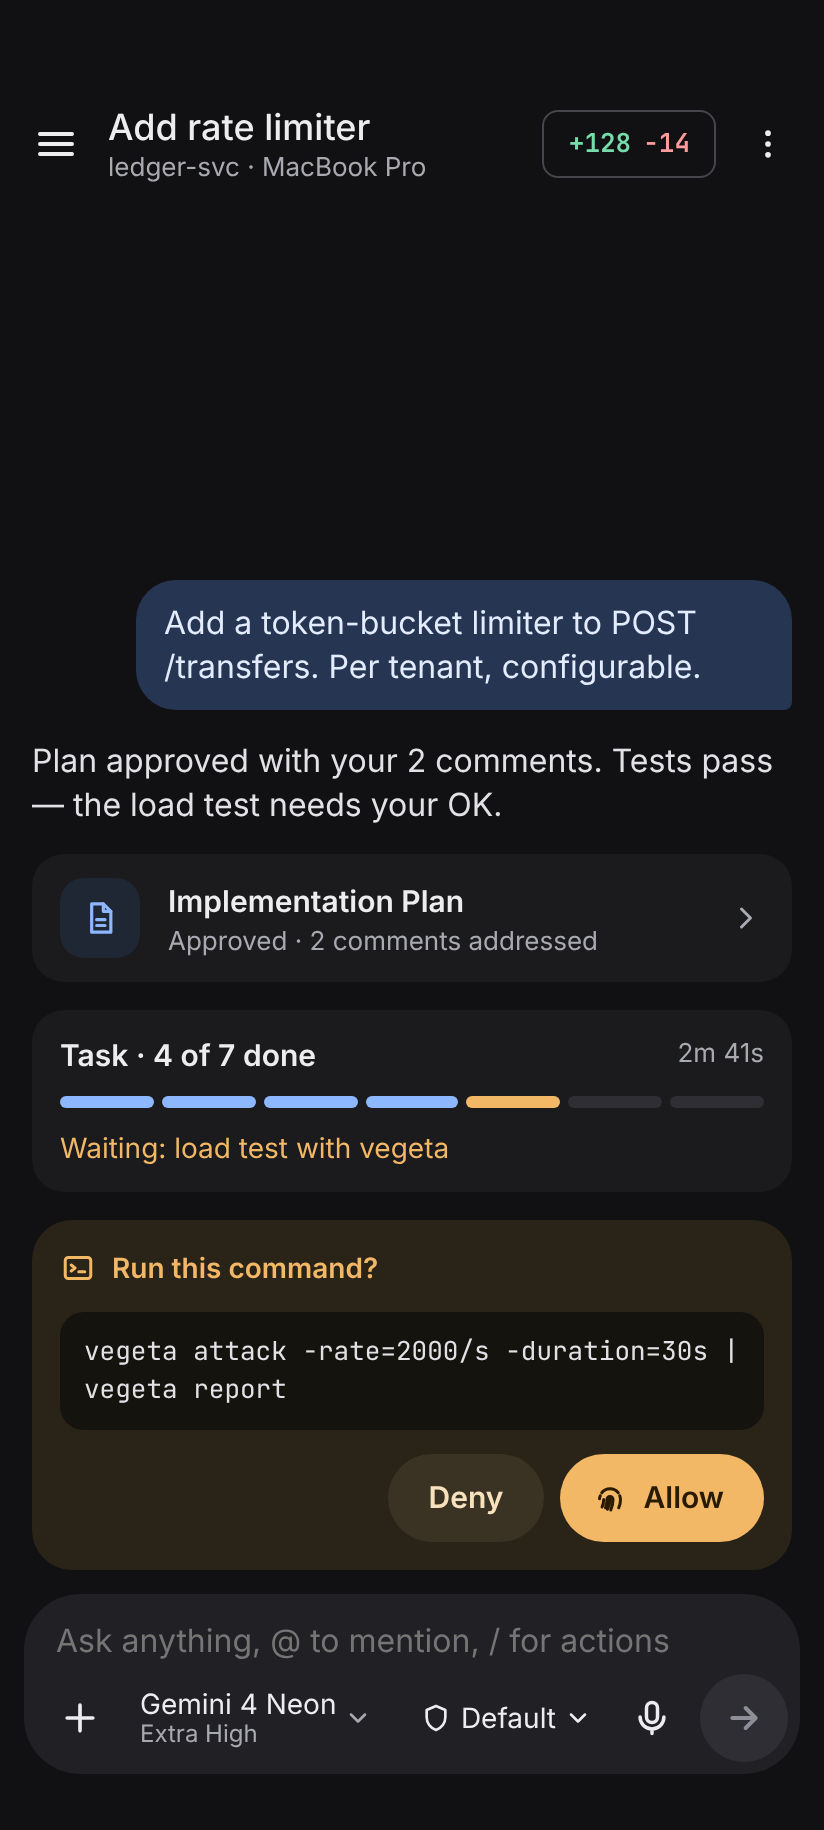 Add rate limiter
ledger-svc · MacBook Pro
+128 -14
Add a token-bucket limiter to POST
/transfers. Per tenant, configurable.
Plan approved with your 2 comments. Tests pass
— the load test needs your OK.
Implementation Plan
Approved · 2 comments addressed
Task · 4 of 7 done
2m 41s
Waiting: load test with vegeta
Run this command?
vegeta attack -rate=2000/s -duration=30s |
vegeta report
Deny
Allow
Ask anything, @ to mention, / for actions
Gemini 4 Neon
Extra High
Default